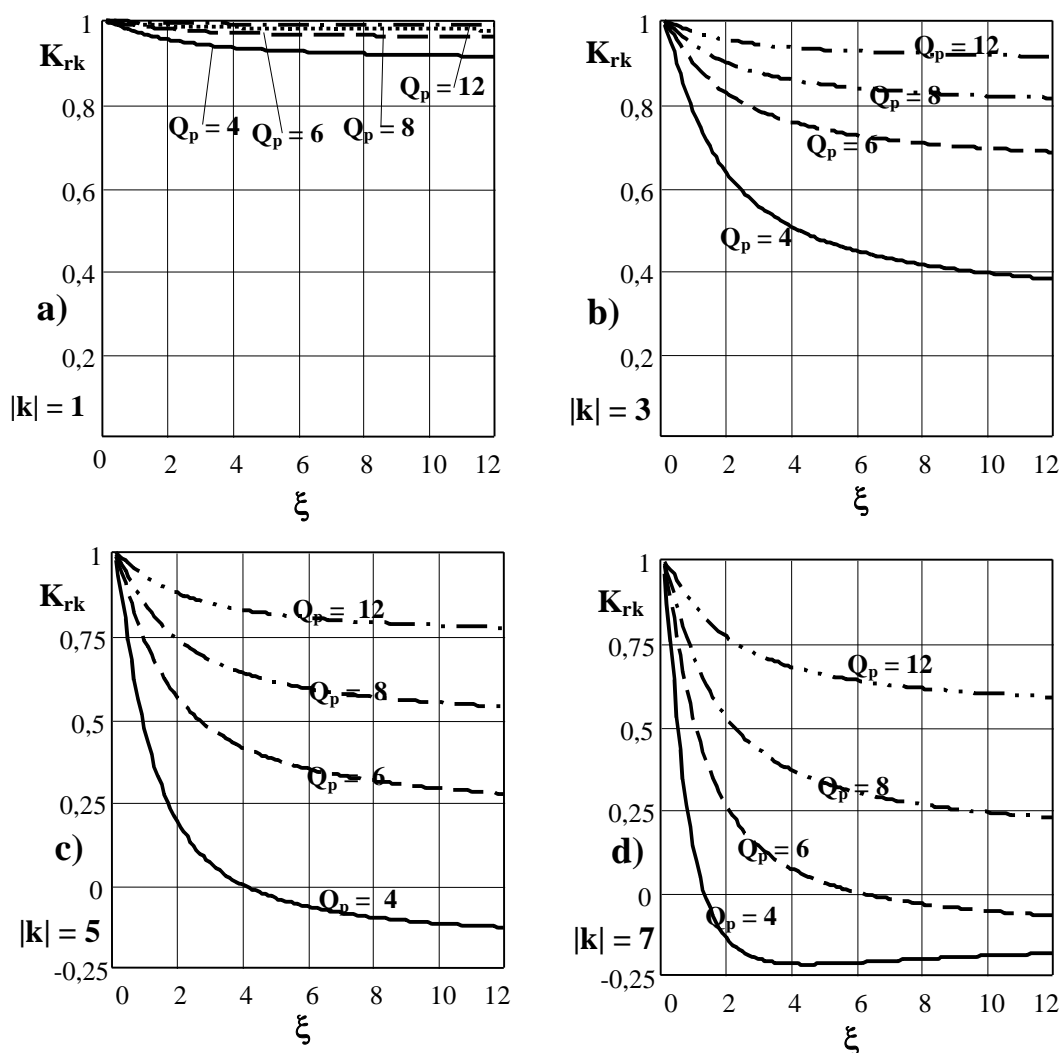 1
K_rk
0,8
0,6
0,4
0,2
Q_p = 4
Q_p = 6
Q_p = 8
Q_p = 12
a)
|k| = 1
0 2 4 6 8 10 12
ξ
1
K_rk
0,8
0,6
0,4
0,2
Q_p = 12
Q_p = 8
Q_p = 6
Q_p = 4
b)
|k| = 3
0 2 4 6 8 10 12
ξ
1
K_rk
0,75
0,5
0,25
0
-0,25
Q_p = 12
Q_p = 8
Q_p = 6
Q_p = 4
c)
|k| = 5
0 2 4 6 8 10 12
ξ
1
K_rk
0,75
0,5
0,25
0
-0,25
Q_p = 12
Q_p = 8
Q_p = 6
Q_p = 4
d)
|k| = 7
0 2 4 6 8 10 12
ξ